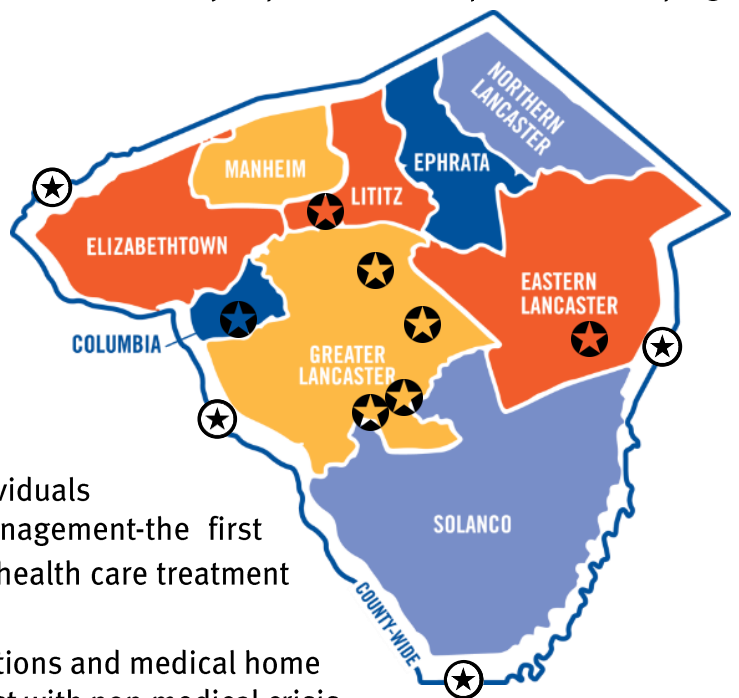 NORTHERN
LANCASTER
EPHRATA
MANHEIM
LITITZ
ELIZABETHTOWN
EASTERN
LANCASTER
COLUMBIA
GREATER
LANCASTER
viduals
SOLANCO
nagement-the first
health care treatment
COUNTY-WIDE
tions and medical home